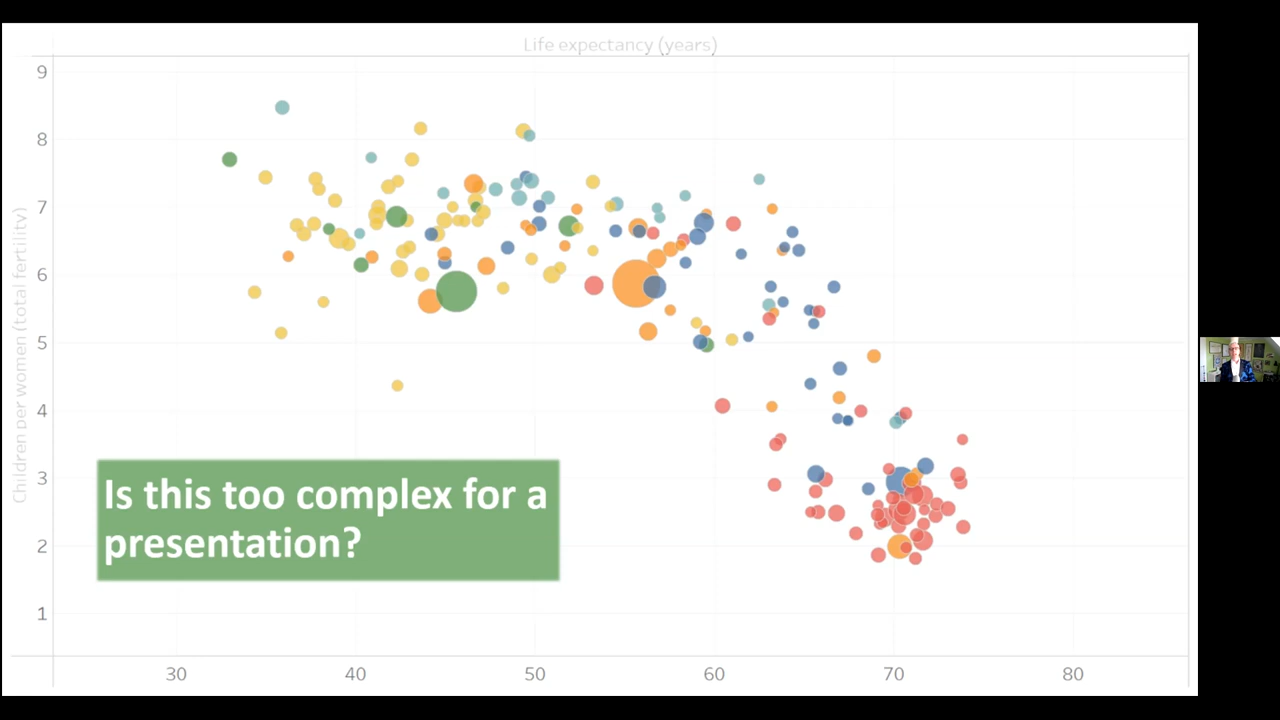 Life expectancy (years)
Children per women (total fertility)
9
8
7
6
5
4
3
2
1
Is this too complex for a
presentation?
30 40 50 60 70 80